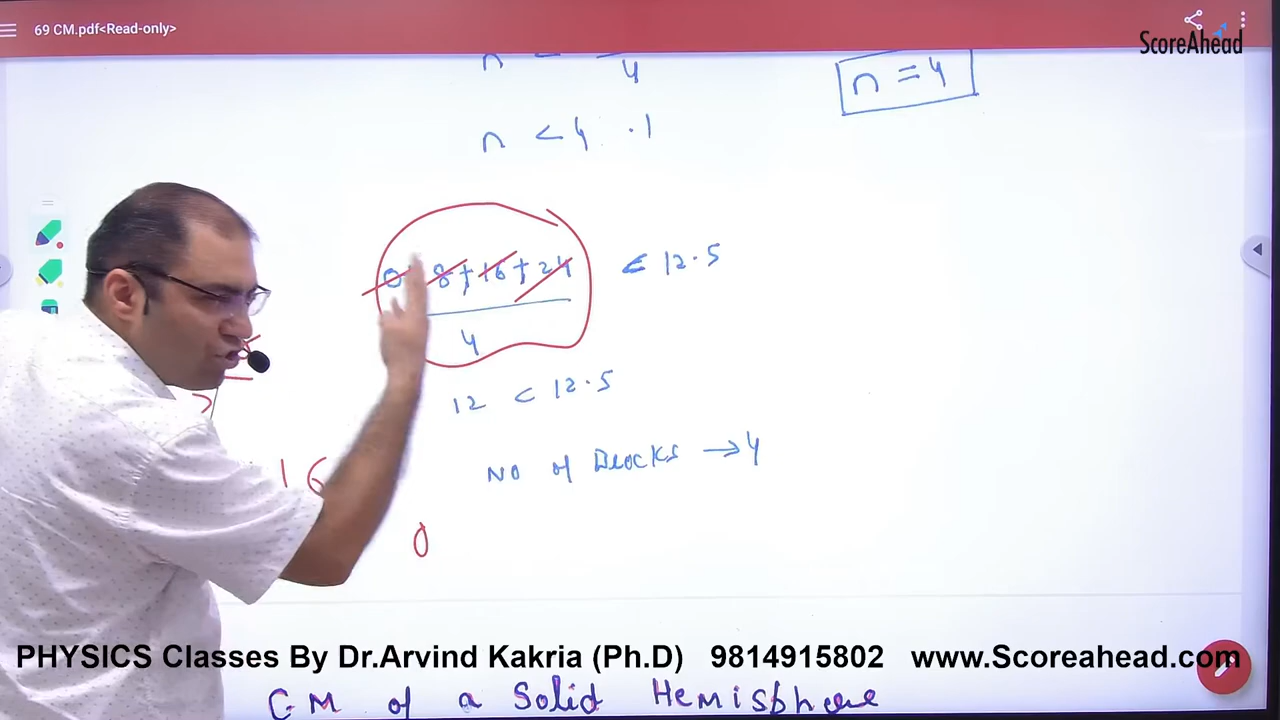 69 CM.pdf<Read-only>
ScoreAhead
n = 4
n < 4.1
n = 4
0 + 8 + 16 + 24 < 12.5
4
12 < 12.5
No of Blocks → 4
16
0
PHYSICS Classes By Dr.Arvind Kakria (Ph.D) 9814915802 www.Scoreahead.com
CM of a Solid Hemisphere